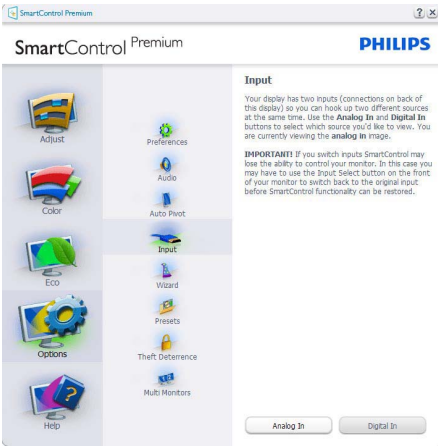 SmartControl Premium
SmartControl Premium
PHILIPS
Adjust
Color
Eco
Options
Help
Preferences
Audio
Auto Pivot
Input
Wizard
Presets
Theft Deterrence
Multi Monitors
Input
Your display has two inputs (connections on back of
this display) so you can hook up two different sources
at the same time. Use the Analog In and Digital In
buttons to select which source you'd like to view. You
are currently viewing the analog in image.
IMPORTANT! If you switch inputs SmartControl may
lose the ability to control your monitor. In this case you
may have to use the Input Select button on the front
of your monitor to switch back to the original input
before SmartControl functionality can be restored.
Analog In
Digital In